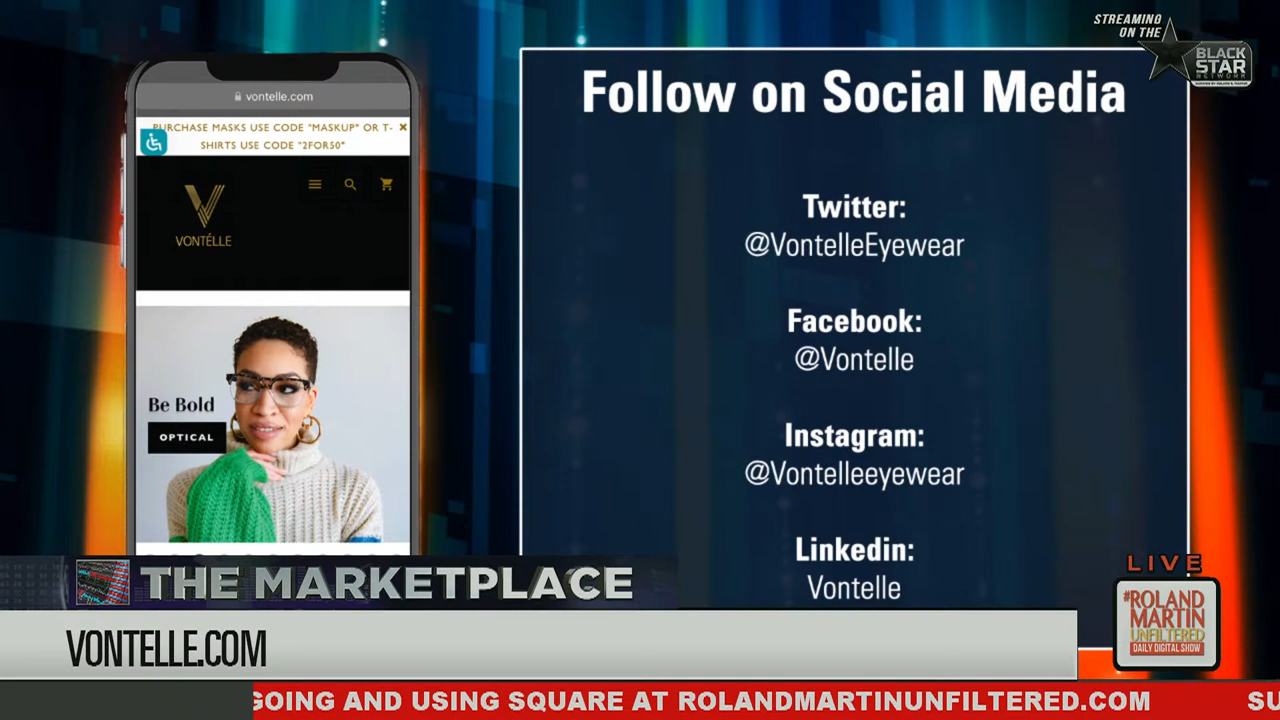 STREAMING
ON THE
BLACK
STAR
NETWORK
vontelle.com
PURCHASE MASKS USE CODE "MASKUP" OR T-
SHIRTS USE CODE "2FOR50"
V
VONTÉLLE
Be Bold
OPTICAL
Follow on Social Media
Twitter:
@VontelleEyewear
Facebook:
@Vontelle
Instagram:
@Vontelleeyewear
Linkedin:
Vontelle
THE MARKETPLACE
VONTELLE.COM
LIVE
#ROLAND
MARTIN
UNFILTERED
DAILY DIGITAL SHOW
GOING AND USING SQUARE AT ROLANDMARTINUNFILTERED.COM
SU